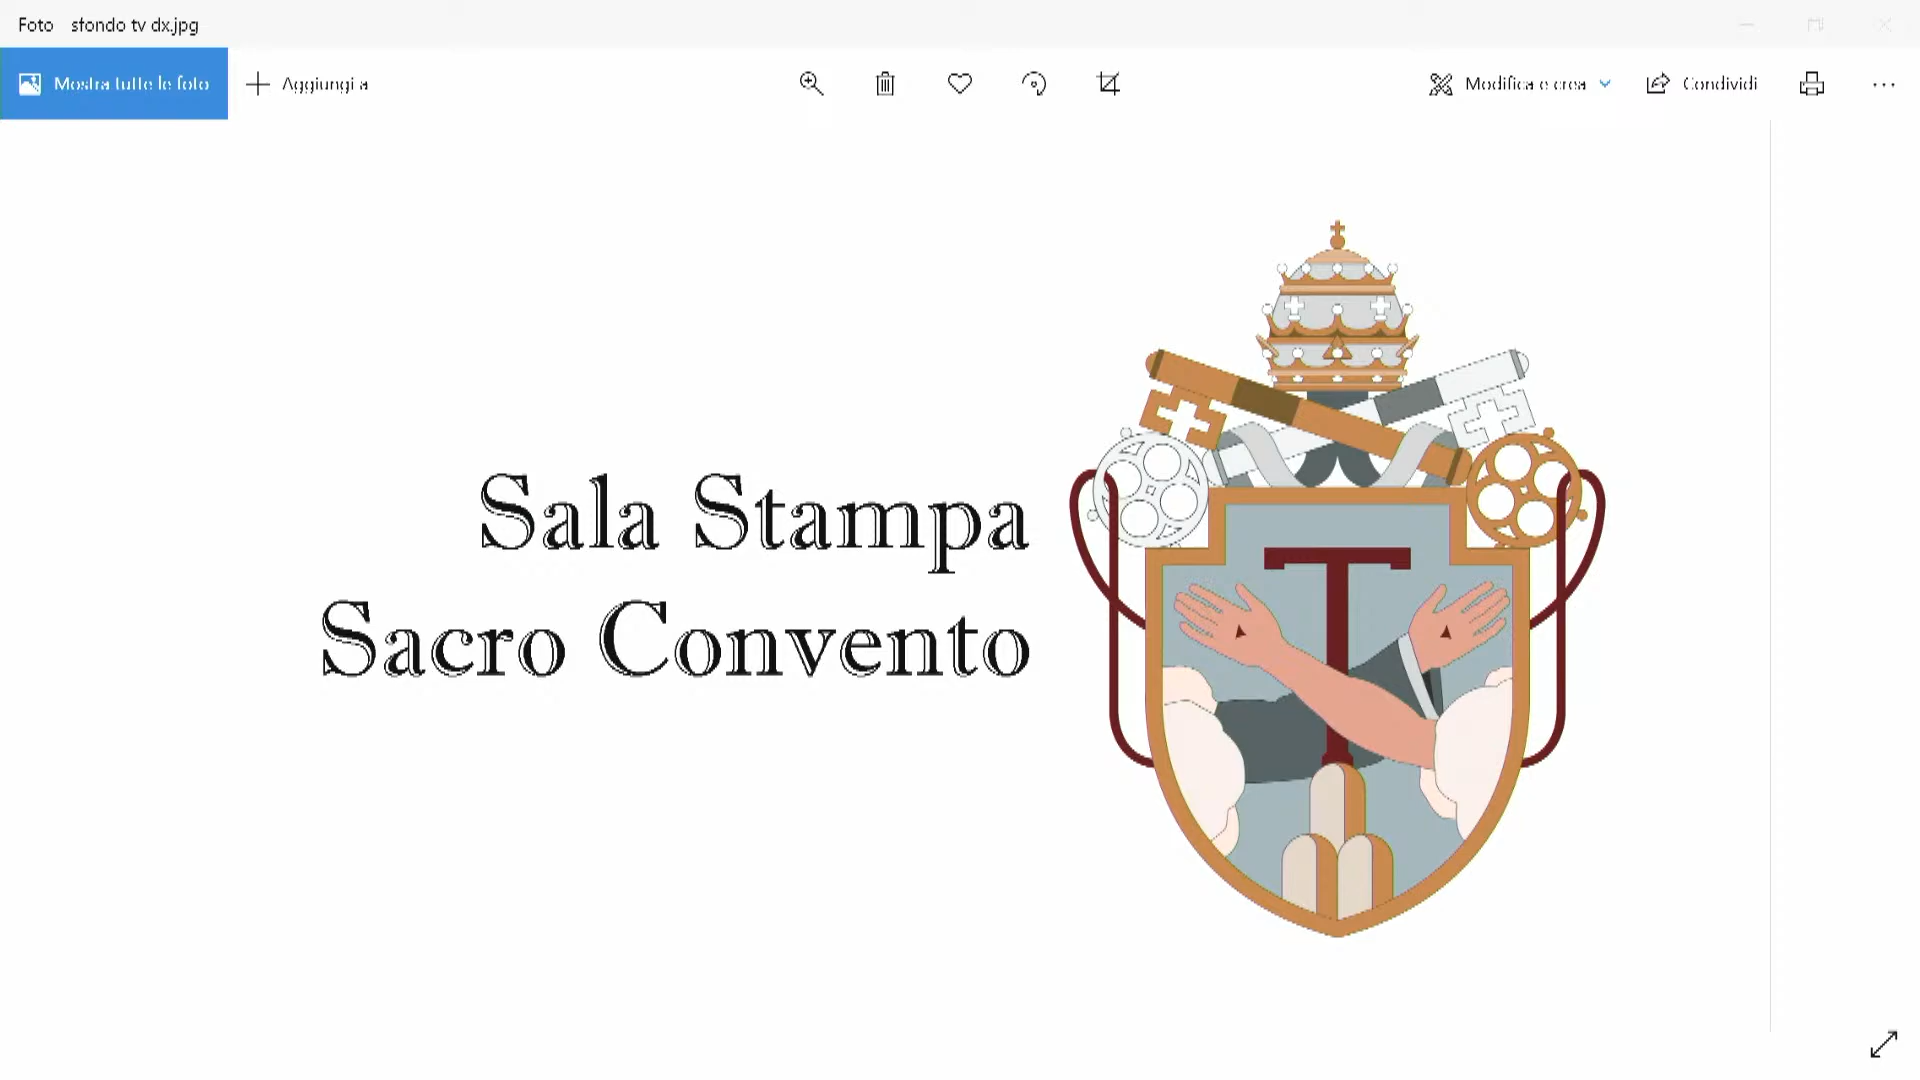 Foto sfondo tv dx.jpg
Mostra tutte le foto
Aggiungi a
Modifica e crea
Condividi
Sala Stampa
Sacro Convento
T